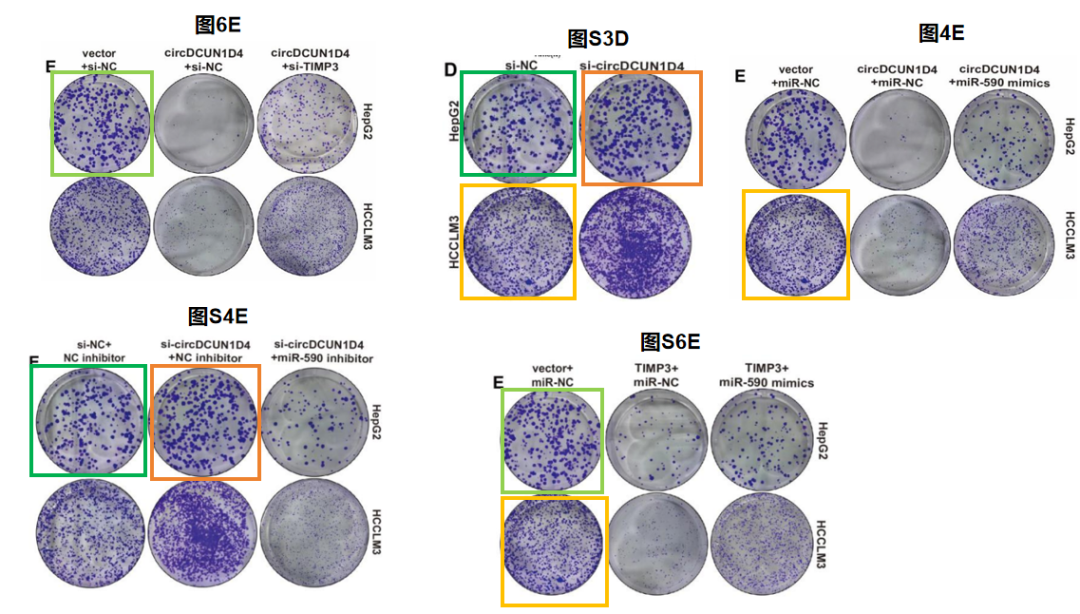 图6E
E
vector
+si-NC
circDCUN1D4
+si-NC
circDCUN1D4
+si-TIMP3
HepG2
HCCLM3
图S3D
D
si-NC
si-circDCUN1D4
HepG2
HCCLM3
图4E
E
vector
+miR-NC
circDCUN1D4
+miR-NC
circDCUN1D4
+miR-590 mimics
HepG2
HCCLM3
图S4E
si-NC+
NC inhibitor
si-circDCUN1D4
+NC inhibitor
si-circDCUN1D4
+miR-590 inhibitor
HepG2
HCCLM3
图S6E
E
vector+
miR-NC
TIMP3+
miR-NC
TIMP3+
miR-590 mimics
HepG2
HCCLM3